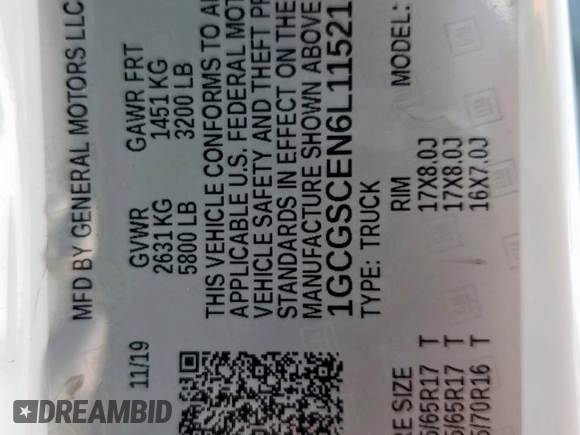 MFD BY GENERAL MOTORS LLC
11/19 GVWR GAWR FRT
2631 KG 1451 KG
5800 LB 3200 LB
THIS VEHICLE CONFORMS TO
APPLICABLE U.S. FEDERAL
VEHICLE SAFETY AND THEFT
STANDARDS IN EFFECT ON THE
MANUFACTURE SHOWN ABOVE
1GCGSCEN6L11521
TYPE: TRUCK MODEL:
SIZE RIM
/65R17 T 17X8.0J
/65R17 T 17X8.0J
/70R16 T 16X7.0J
DREAMBID